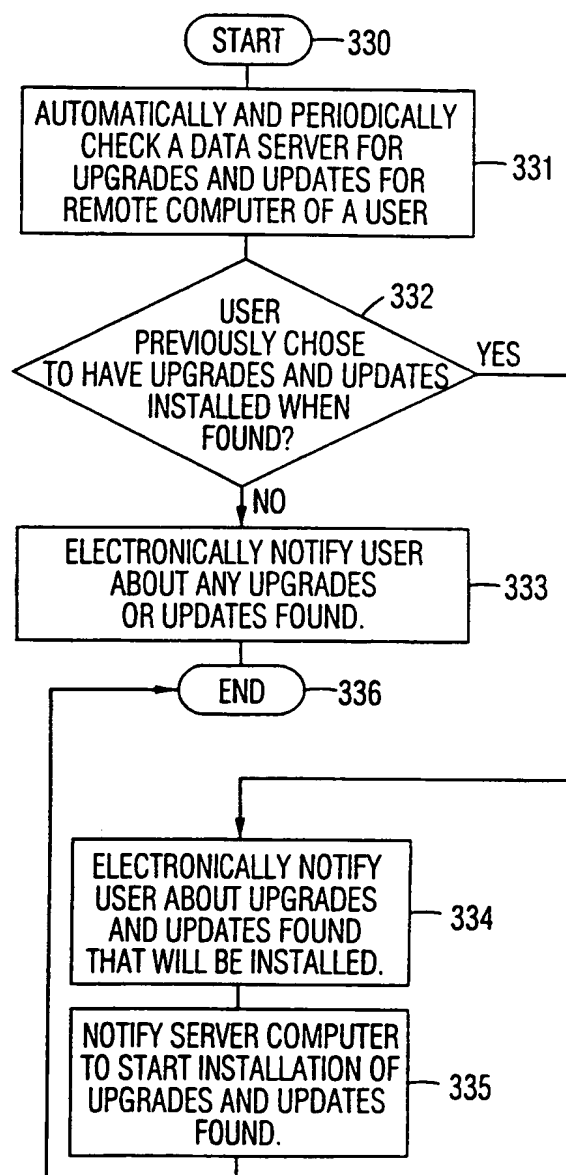 START
330
AUTOMATICALLY AND PERIODICALLY
CHECK A DATA SERVER FOR
UPGRADES AND UPDATES FOR
REMOTE COMPUTER OF A USER
331
332
USER
PREVIOUSLY CHOSE
TO HAVE UPGRADES AND UPDATES
INSTALLED WHEN
FOUND?
YES
NO
ELECTRONICALLY NOTIFY USER
ABOUT ANY UPGRADES
OR UPDATES FOUND.
333
END
336
ELECTRONICALLY NOTIFY
USER ABOUT UPGRADES
AND UPDATES FOUND
THAT WILL BE INSTALLED.
334
NOTIFY SERVER COMPUTER
TO START INSTALLATION OF
UPGRADES AND UPDATES
FOUND.
335